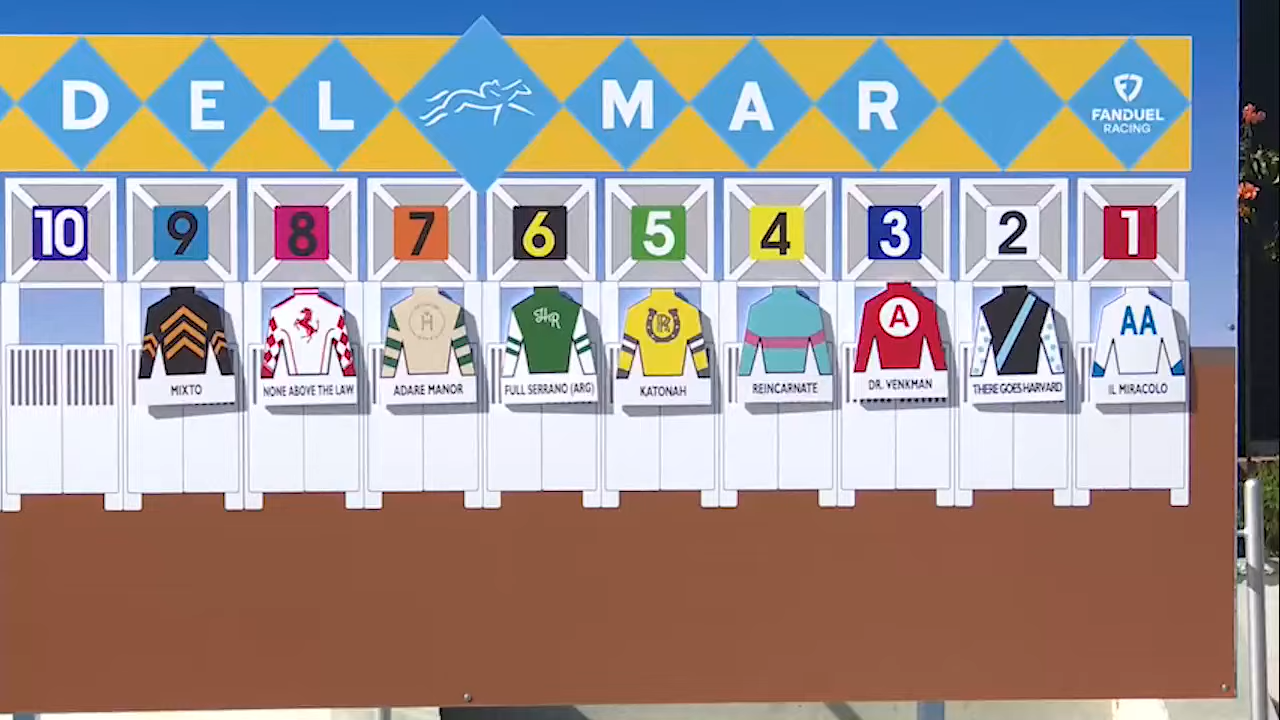 DEL MAR
FANDUEL
RACING
10 9 8 7 6 5 4 3 2 1
H
HR
R
A
AA
MIXTO
NONE ABOVE THE LAW
ADARE MANOR
FULL SERRANO (ARG)
KATONAH
REINCARNATE
DR. VENKMAN
THERE GOES HARVARD
IL MIRACOLO